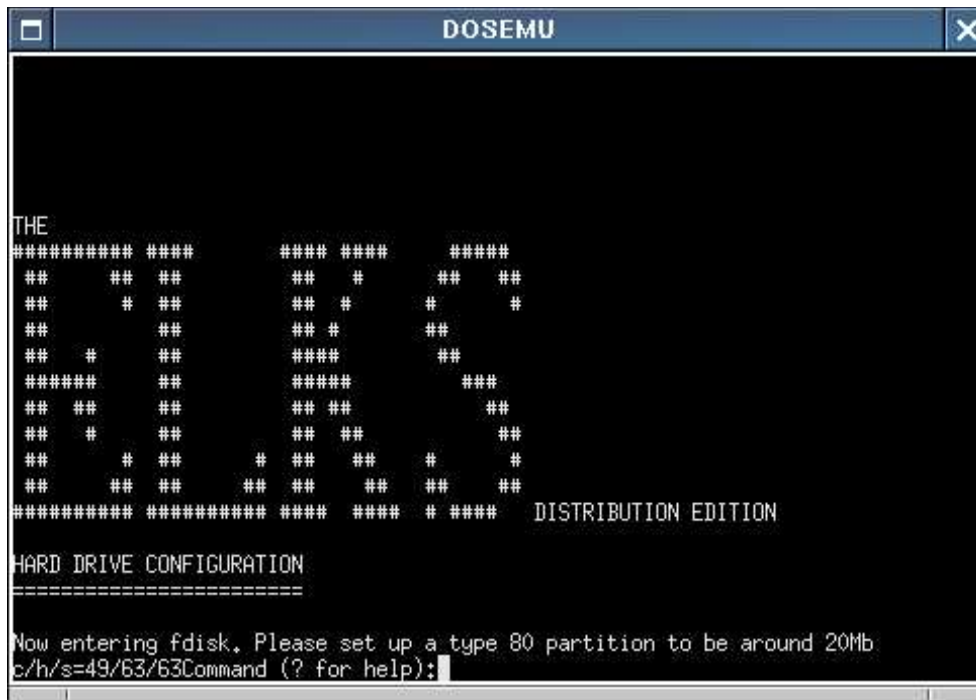 DOSEMU
THE
########## ####       #### ####     #####
 ##     ##  ##         ##   #      ##   ##
 ##      #  ##         ##  #      #       #
 ##         ##         ## #       ##
 ##   #     ##         ####        ##
 ######     ##         #####         ###
 ##  ##     ##         ## ##           ##
 ##   #     ##         ##  ##           ##
 ##      #  ##      #  ##   ##    #      #
 ##     ##  ##     ##  ##    ##   ##    ##
########## ########## ####  ####  # ####   DISTRIBUTION EDITION
HARD DRIVE CONFIGURATION
========================
Now entering fdisk. Please set up a type 80 partition to be around 20Mb
c/h/s=49/63/63Command (? for help):